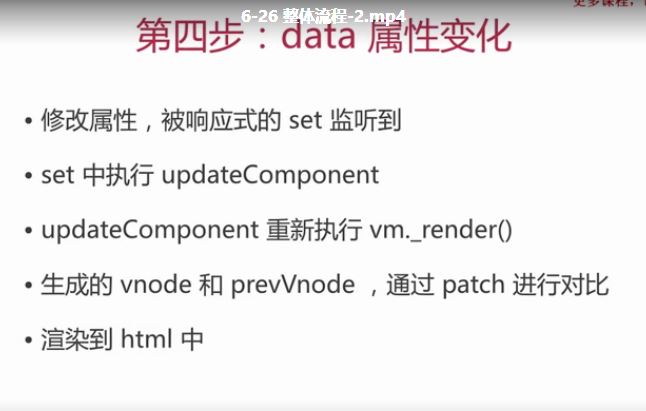 更多课程，
6-26 整体流程-2.mp4
第四步：data 属性变化
• 修改属性，被响应式的 set 监听到
• set 中执行 updateComponent
• updateComponent 重新执行 vm._render()
• 生成的 vnode 和 prevVnode ，通过 patch 进行对比
• 渲染到 html 中